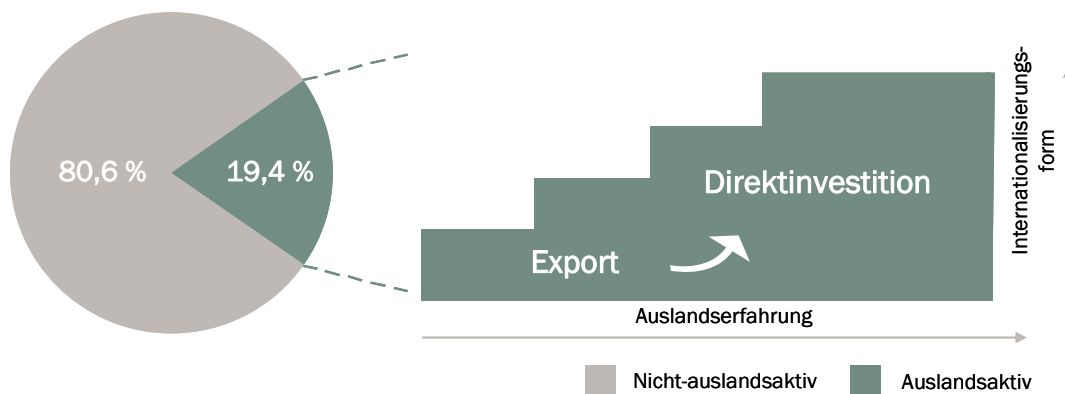 80,6 %
19,4 %
Direktinvestition
Export
Internationalisierungs-
form
Auslandserfahrung
Nicht-auslandsaktiv
Auslandsaktiv